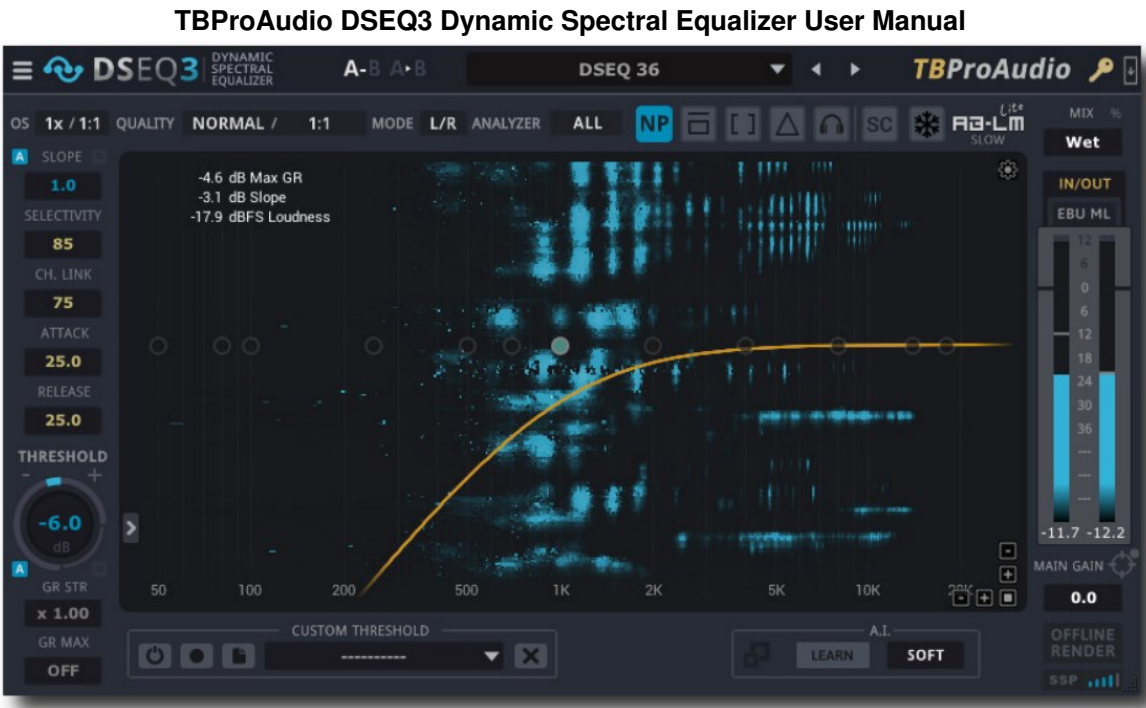 TBProAudio DSEQ3 Dynamic Spectral Equalizer User Manual
DSEQ3 DYNAMIC
SPECTRAL
EQUALIZER
A-B A▸B
DSEQ 36
TBProAudio
OS 1x / 1:1 QUALITY NORMAL / 1:1 MODE L/R ANALYZER ALL NP SC AB-LM Lite
SLOW
MIX %
Wet
A SLOPE
1.0
SELECTIVITY
85
CH. LINK
75
ATTACK
25.0
RELEASE
25.0
THRESHOLD
- +
-6.0
dB
A
GR STR
x 1.00
GR MAX
OFF
-4.6 dB Max GR
-3.1 dB Slope
-17.9 dBFS Loudness
50 100 200 500 1K 2K 5K 10K 20K
IN/OUT
EBU ML
12
6
0
6
12
18
24
30
36
---
---
---
-11.7 -12.2
MAIN GAIN
0.0
OFFLINE
RENDER
SSP
CUSTOM THRESHOLD
----------
A.I.
LEARN SOFT